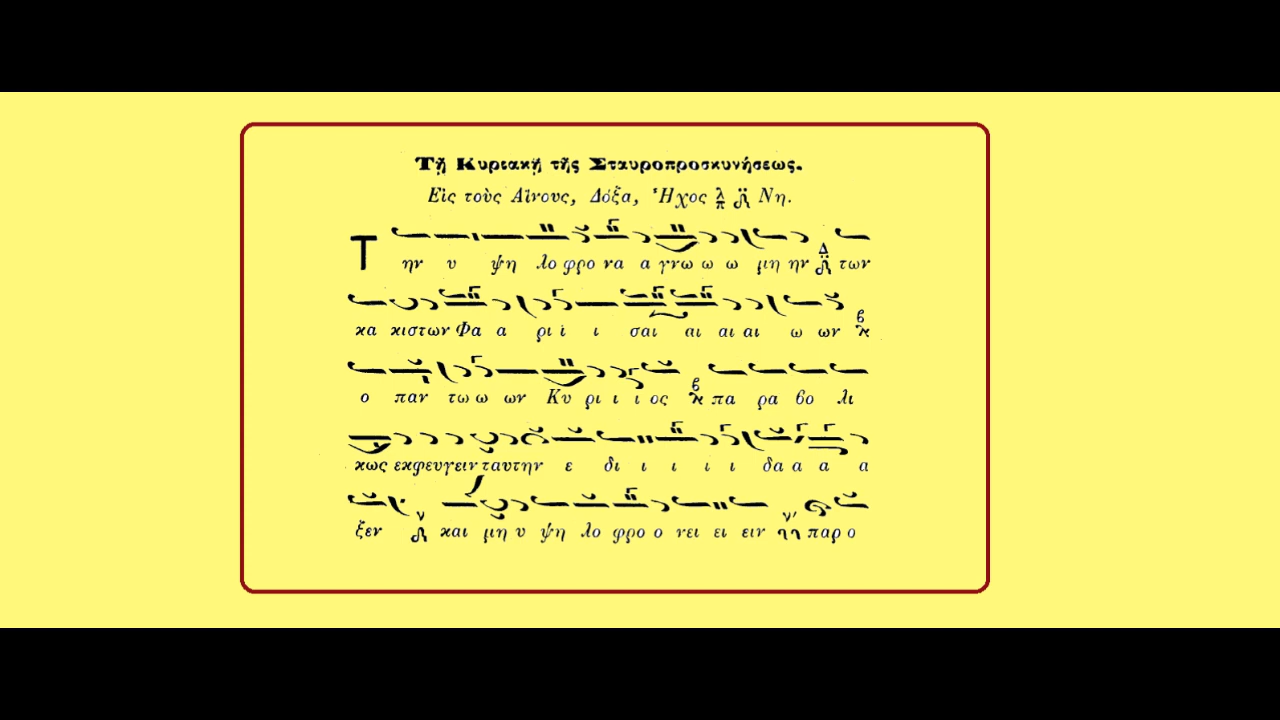 Τῇ Κυριακῇ τῆς Σταυροπροσκυνήσεως.
Εἰς τοὺς Αἴνους, Δόξα, Ἦχος λ π Νη.
Τ ην υ ψη λο φρο να α γνω ω ω μη ην Δ των
κα κιστων Φα α ρι ι ι σαι αι αι αι ω ων β
ο παν τω ω ων Κυ ρι ι ι ος β πα ρα βο λι
κως εκφευγειν ταυτην ε δι ι ι ι ι δα α α α
ξεν ν και μη υ ψη λο φρο ο νει ει ειν παρ ο